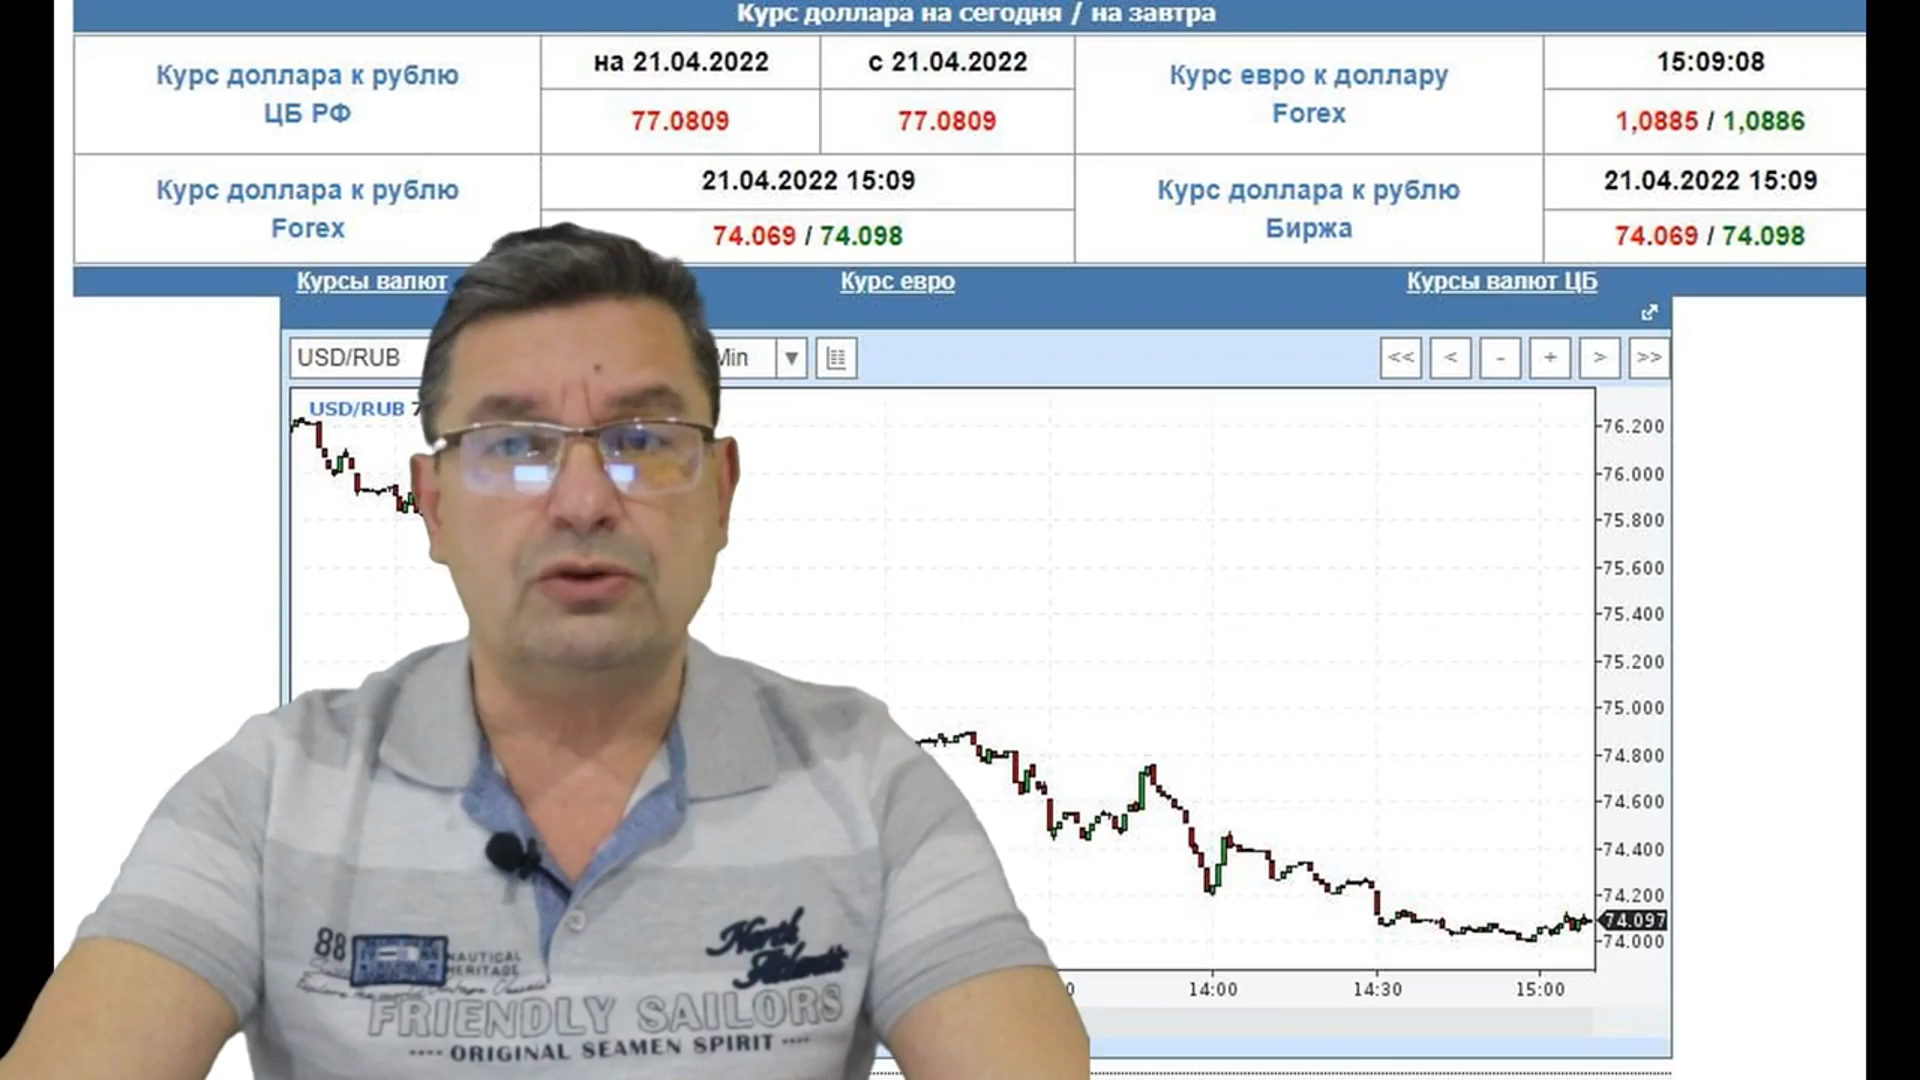 Курс доллара на сегодня / на завтра
Курс доллара к рублю
ЦБ РФ
на 21.04.2022
с 21.04.2022
77.0809
77.0809
Курс евро к доллару
Forex
15:09:08
1,0885 / 1,0886
Курс доллара к рублю
Forex
21.04.2022 15:09
74.069 / 74.098
Курс доллара к рублю
Биржа
21.04.2022 15:09
74.069 / 74.098
Курсы валют
Курс евро
Курсы валют ЦБ
USD/RUB
Min
<<
<
-
+
>
>>
USD/RUB 7
76.200
76.000
75.800
75.600
75.400
75.200
75.000
74.800
74.600
74.400
74.200
74.097
74.000
0
14:00
14:30
15:00
88
NAUTICAL
HERITAGE
North
Atlantic
FRIENDLY SAILORS
---- ORIGINAL SEAMEN SPIRIT ----